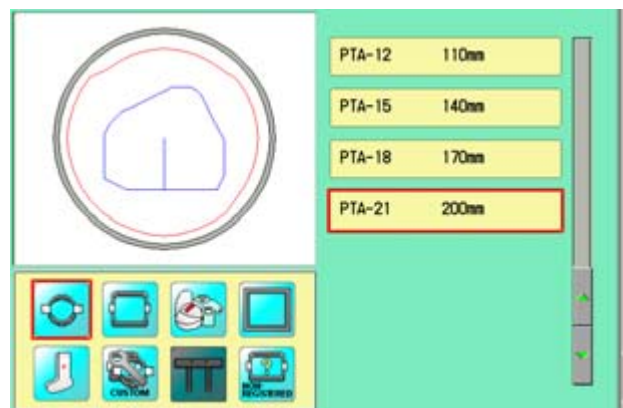 PTA-12 110mm
PTA-15 140mm
PTA-18 170mm
PTA-21 200mm
CUSTOM
NON
REGISTERED